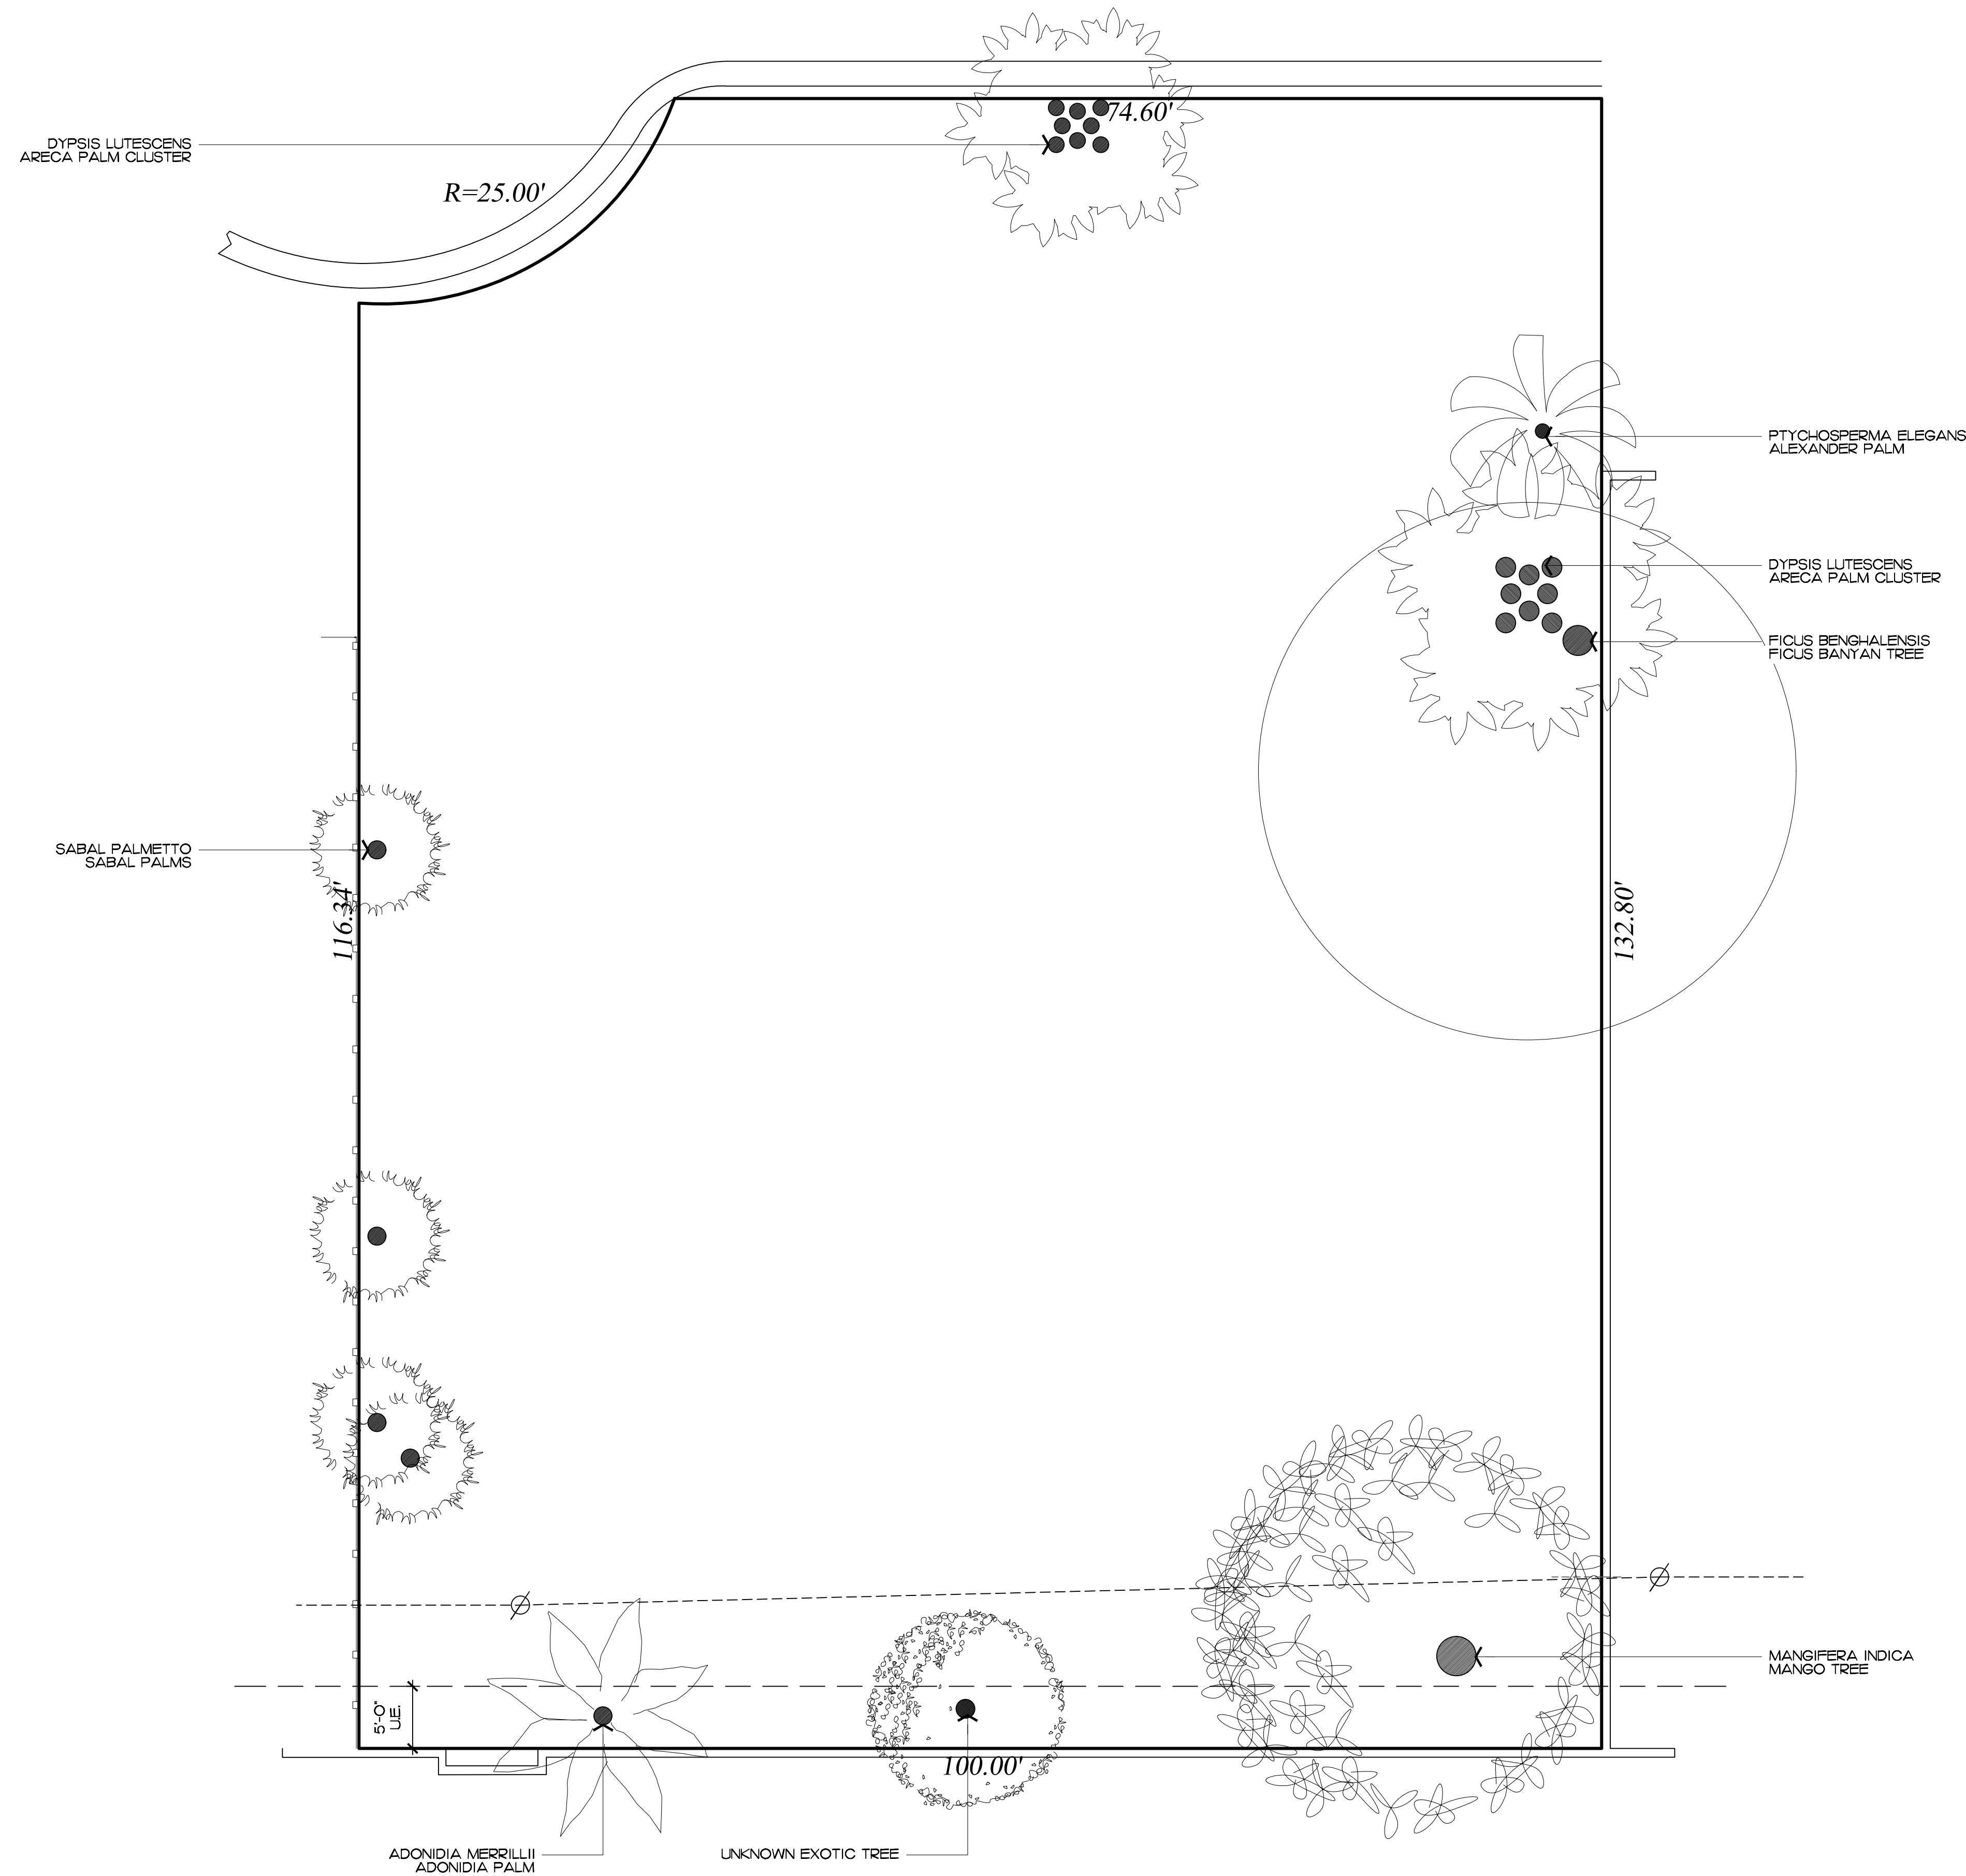 74.60'
DYPSIS LUTESCENS
ARECA PALM CLUSTER
R=25.00'
PTYCHOSPERMA ELEGANS
ALEXANDER PALM
DYPSIS LUTESCENS
ARECA PALM CLUSTER
FICUS BENGHALENSIS
FICUS BANYAN TREE
SABAL PALMETTO
SABAL PALMS
116.34'
132.80'
MANGIFERA INDICA
MANGO TREE
5'-0"
U.E.
100.00'
ADONIDIA MERRILLII
ADONIDIA PALM
UNKNOWN EXOTIC TREE